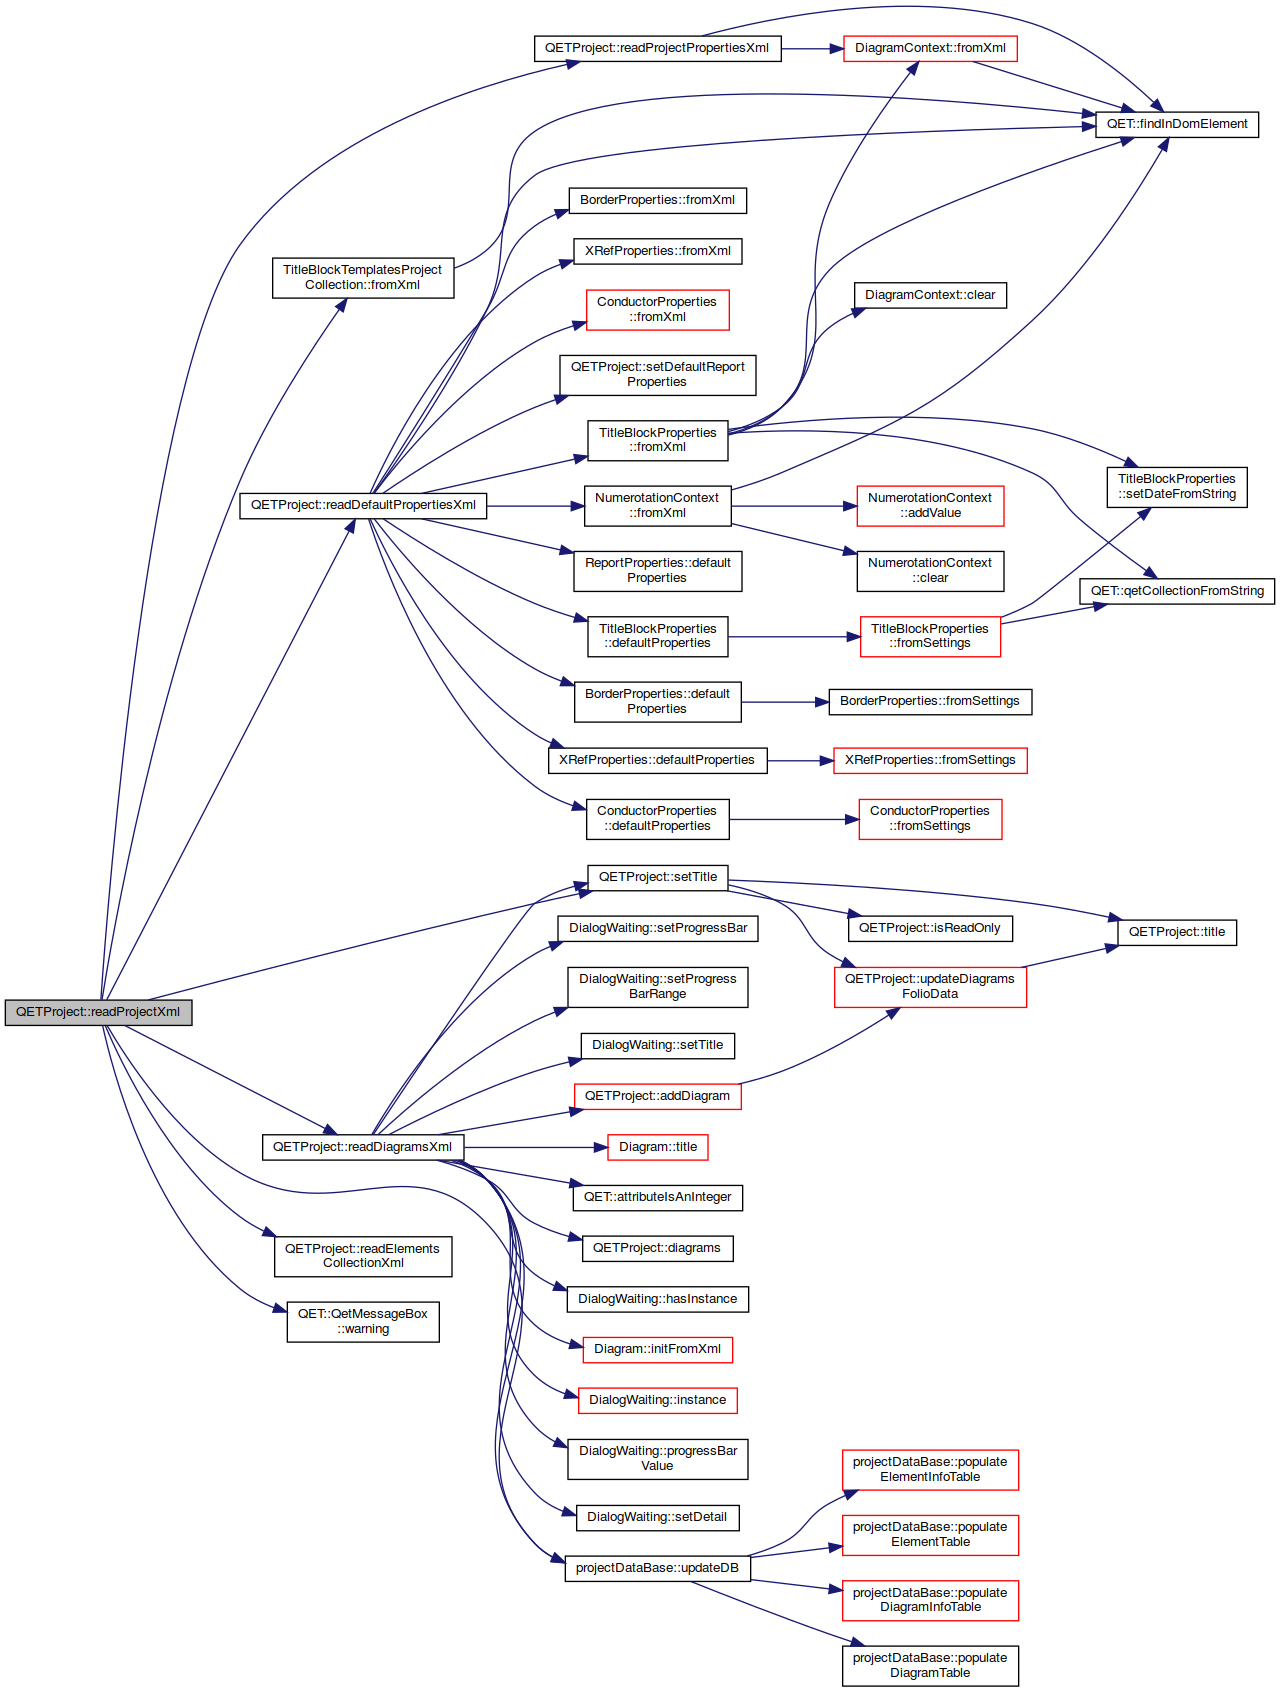 QETProject::readProjectXml
QETProject::readProjectPropertiesXml
DiagramContext::fromXml
QET::findInDomElement
TitleBlockTemplatesProject
Collection::fromXml
BorderProperties::fromXml
XRefProperties::fromXml
ConductorProperties
::fromXml
DiagramContext::clear
QETProject::setDefaultReport
Properties
TitleBlockProperties
::fromXml
QETProject::readDefaultPropertiesXml
NumerotationContext
::fromXml
NumerotationContext
::addValue
TitleBlockProperties
::setDateFromString
ReportProperties::default
Properties
NumerotationContext
::clear
QET::qetCollectionFromString
TitleBlockProperties
::defaultProperties
TitleBlockProperties
::fromSettings
BorderProperties::default
Properties
BorderProperties::fromSettings
XRefProperties::defaultProperties
XRefProperties::fromSettings
ConductorProperties
::defaultProperties
ConductorProperties
::fromSettings
QETProject::setTitle
DialogWaiting::setProgressBar
QETProject::isReadOnly
QETProject::title
DialogWaiting::setProgress
BarRange
QETProject::updateDiagrams
FolioData
DialogWaiting::setTitle
QETProject::addDiagram
QETProject::readDiagramsXml
Diagram::title
QET::attributeIsAnInteger
QETProject::readElements
CollectionXml
QETProject::diagrams
DialogWaiting::hasInstance
QET::QetMessageBox
::warning
Diagram::initFromXml
DialogWaiting::instance
DialogWaiting::progressBar
Value
DialogWaiting::setDetail
projectDataBase::updateDB
projectDataBase::populate
ElementInfoTable
projectDataBase::populate
ElementTable
projectDataBase::populate
DiagramInfoTable
projectDataBase::populate
DiagramTable